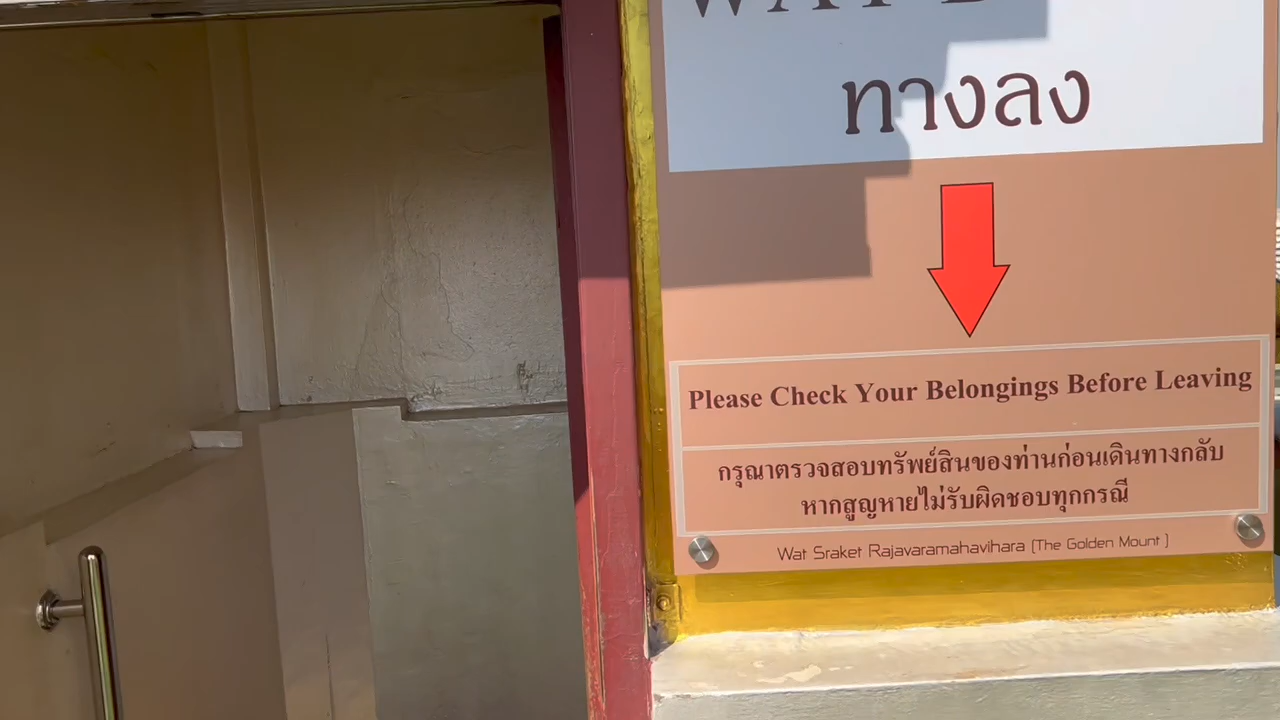 ทางลง
Please Check Your Belongings Before Leaving
กรุณาตรวจสอบทรัพย์สินของท่านก่อนเดินทางกลับ
หากสูญหายไม่รับผิดชอบทุกกรณี
Wat Sraket Rajavaramahavihara (The Golden Mount )